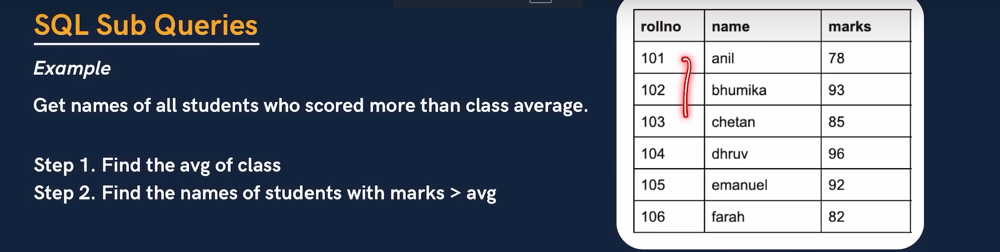 SQL Sub Queries
Example
Get names of all students who scored more than class average.
Step 1. Find the avg of class
Step 2. Find the names of students with marks > avg
rollno name marks
101 anil 78
102 bhumika 93
103 chetan 85
104 dhruv 96
105 emanuel 92
106 farah 82